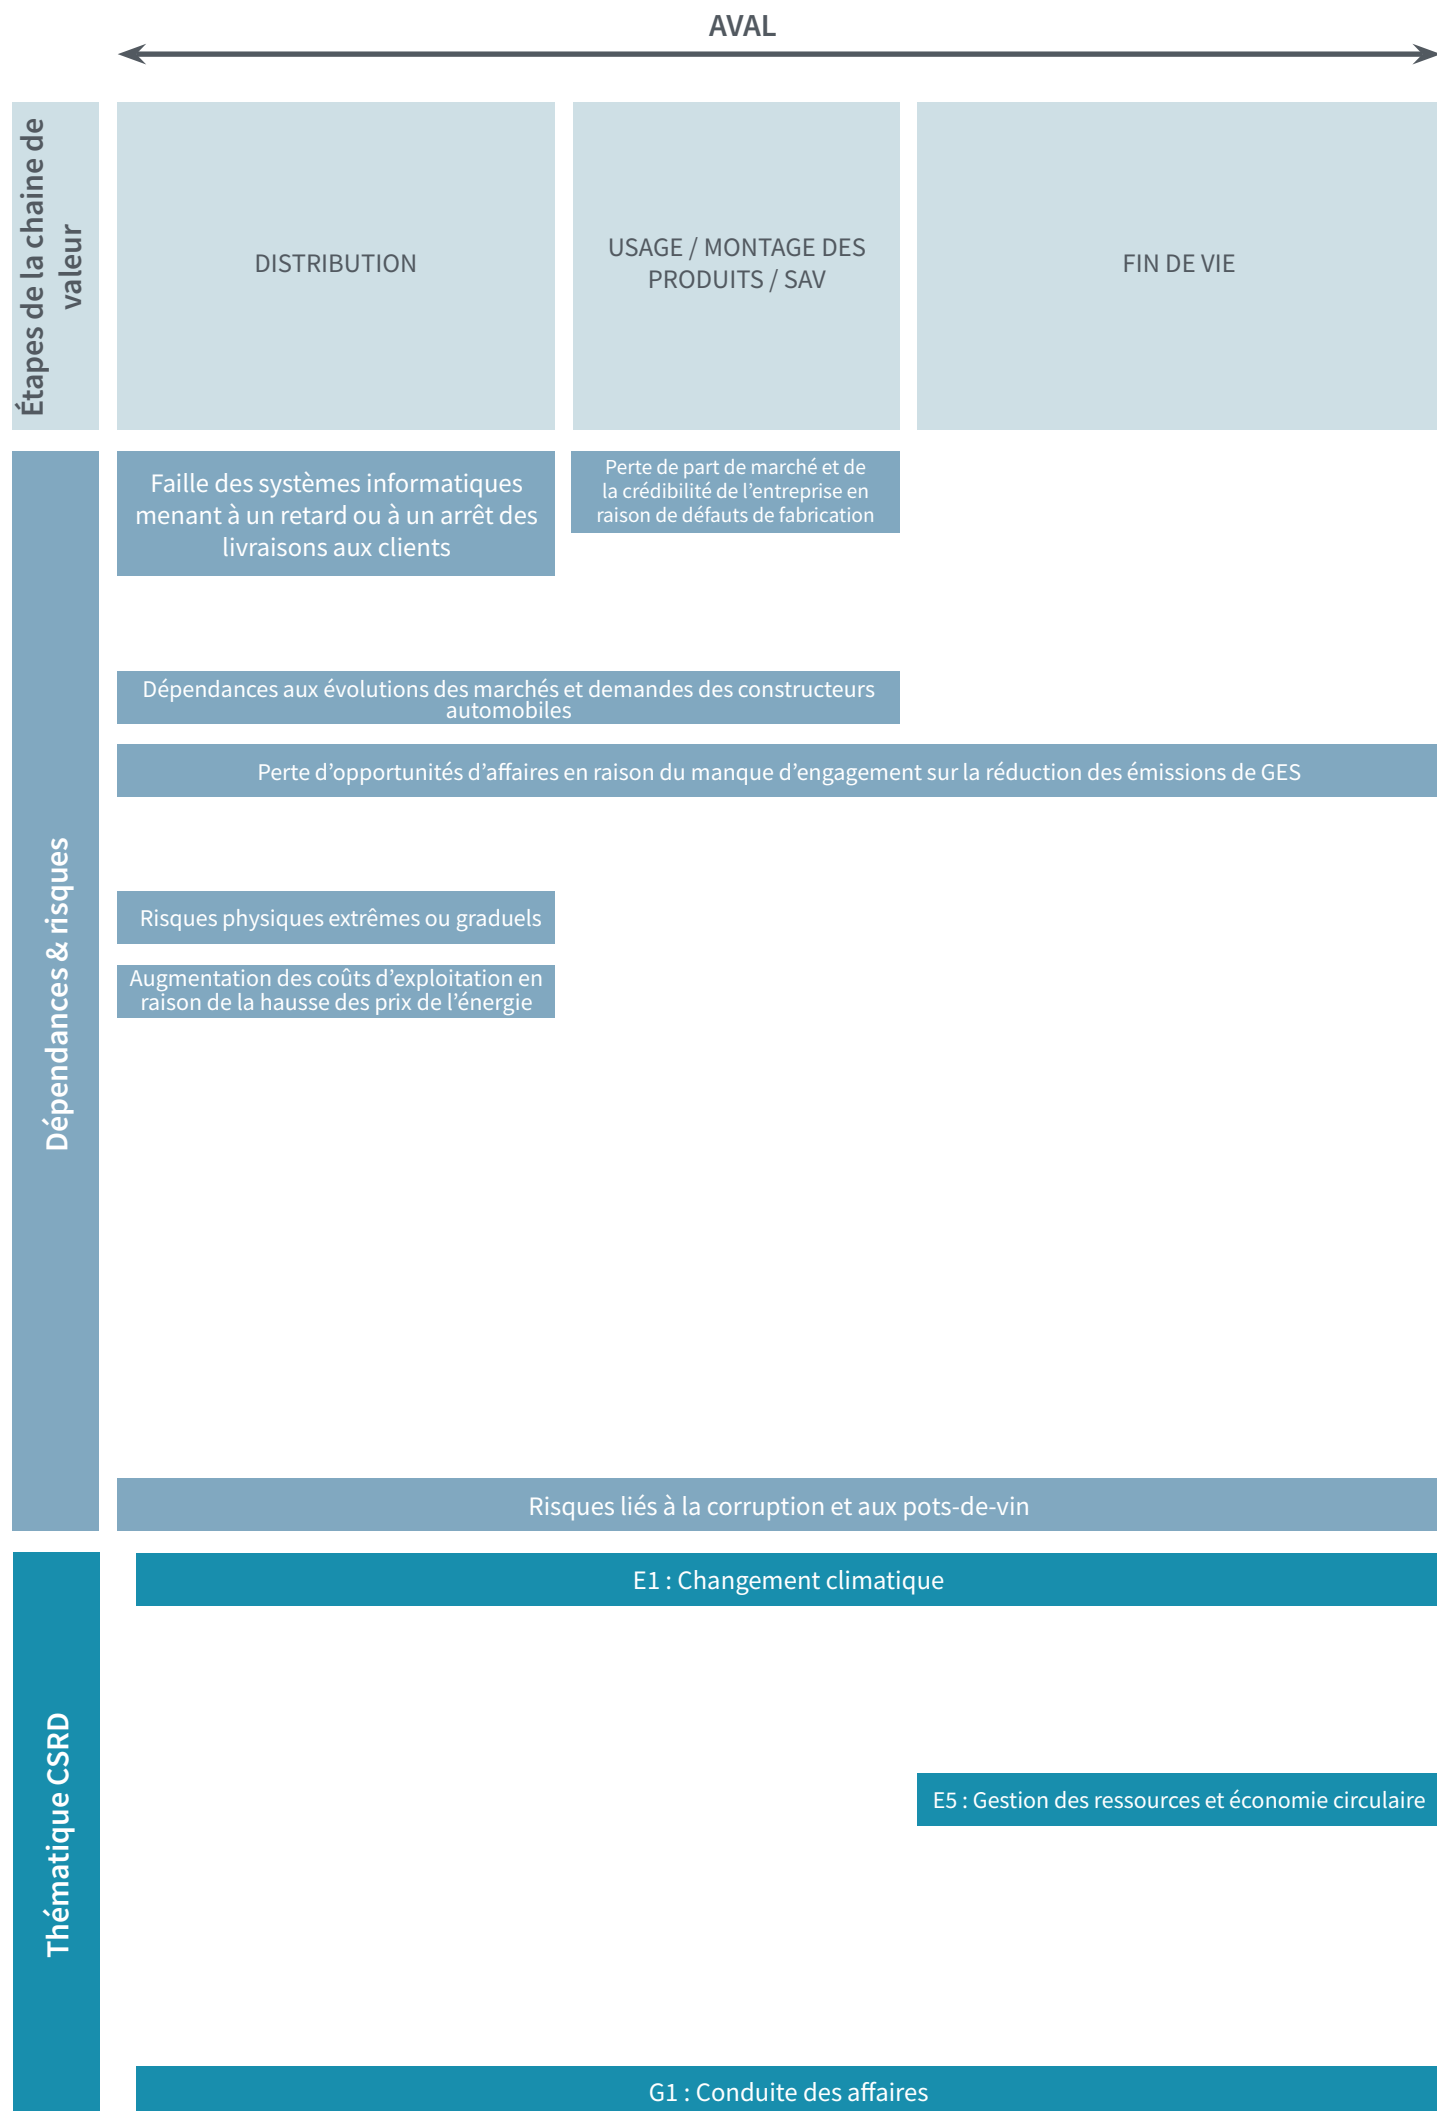 AVAL
Étapes de la chaine de
valeur
DISTRIBUTION
USAGE / MONTAGE DES
PRODUITS / SAV
FIN DE VIE
Dépendances & risques
Faille des systèmes informatiques
menant à un retard ou à un arrêt des
livraisons aux clients
Perte de part de marché et de
la crédibilité de l’entreprise en
raison de défauts de fabrication
Dépendances aux évolutions des marchés et demandes des constructeurs
automobiles
Perte d’opportunités d’affaires en raison du manque d’engagement sur la réduction des émissions de GES
Risques physiques extrêmes ou graduels
Augmentation des coûts d’exploitation en
raison de la hausse des prix de l’énergie
Risques liés à la corruption et aux pots-de-vin
Thématique CSRD
E1 : Changement climatique
E5 : Gestion des ressources et économie circulaire
G1 : Conduite des affaires